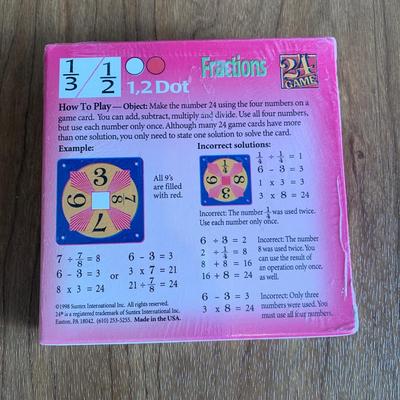 1/3 / 1/2
1,2 Dot
Fractions
24 GAME
How To Play — Object: Make the number 24 using the four numbers on a
game card. You can add, subtract, multiply and divide. Use all four numbers,
but use each number only once. Although many 24 game cards have more
than one solution, you only need to state one solution to solve the card.
Example:
3
9
7/8
7
All 9's
are filled
with red.
7 ÷ 7/8 = 8
6 – 3 = 3
8 x 3 = 24
or
6 – 3 = 3
3 x 7 = 21
21 ÷ 7/8 = 24
Incorrect solutions:
1/4
6
8
3
1/4 ÷ 1/4 = 1
6 – 3 = 3
1 x 3 = 3
3 x 8 = 24
Incorrect: The number 1/4 was used twice.
Use each number only once.
6 ÷ 3 = 2
2 ÷ 1/4 = 8
8 + 8 = 16
16 + 8 = 24
Incorrect: The number
8 was used twice. You
can use the result of
an operation only once,
as well.
6 – 3 = 3
3 x 8 = 24
Incorrect: Only three
numbers were used. You
must use all four numbers.
©1998 Suntex International Inc. All rights reserved.
24® is a registered trademark of Suntex International Inc.
Easton, PA 18042. (610) 253-5255. Made in the USA.